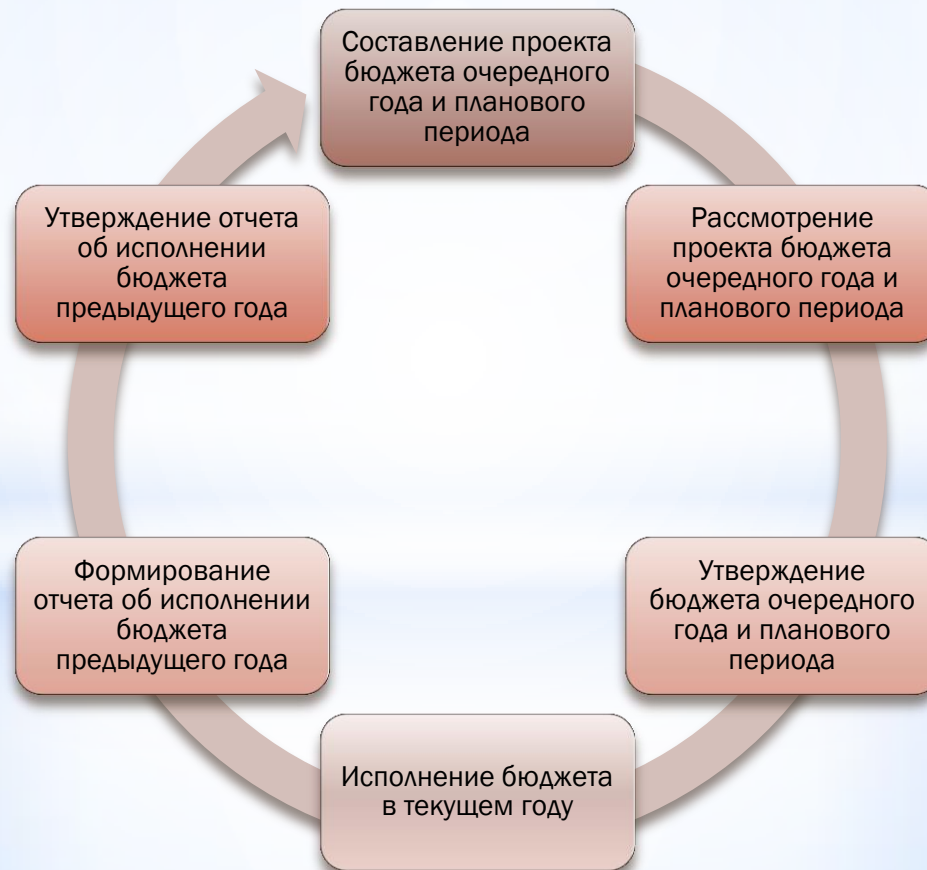 Составление проекта
бюджета очередного
года и планового
периода
Рассмотрение
проекта бюджета
очередного года и
планового периода
Утверждение
бюджета очередного
года и планового
периода
Исполнение бюджета
в текущем году
Формирование
отчета об исполнении
бюджета
предыдущего года
Утверждение отчета
об исполнении
бюджета
предыдущего года